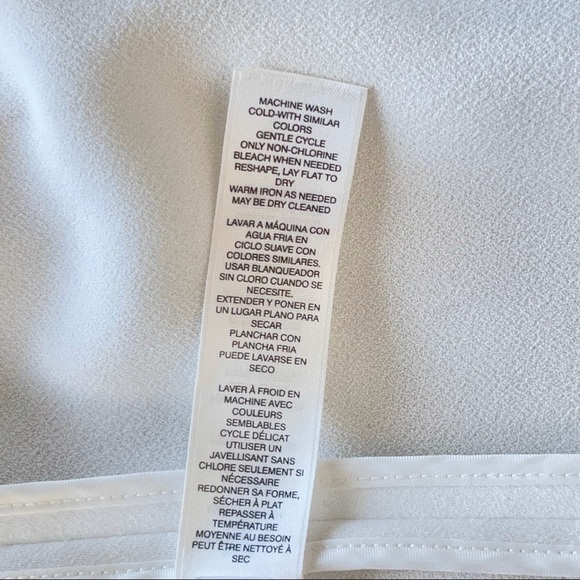 MACHINE WASH
COLD-WITH SIMILAR
COLORS
GENTLE CYCLE
ONLY NON-CHLORINE
BLEACH WHEN NEEDED
RESHAPE, LAY FLAT TO
DRY
WARM IRON AS NEEDED
MAY BE DRY CLEANED
LAVAR A MÁQUINA CON
AGUA FRIA EN
CICLO SUAVE CON
COLORES SIMILARES.
USAR BLANQUEADOR
SIN CLORO CUANDO SE
NECESITE.
EXTENDER Y PONER EN
UN LUGAR PLANO PARA
SECAR
PLANCHAR CON
PLANCHA FRIA
PUEDE LAVARSE EN
SECO
LAVER À FROID EN
MACHINE AVEC
COULEURS
SEMBLABLES
CYCLE DÉLICAT
UTILISER UN
JAVELLISANT SANS
CHLORE SEULEMENT SI
NÉCESSAIRE
REDONNER SA FORME,
SÉCHER À PLAT
REPASSER À
TEMPÉRATURE
MOYENNE AU BESOIN
PEUT ÊTRE NETTOYÉ À
SEC